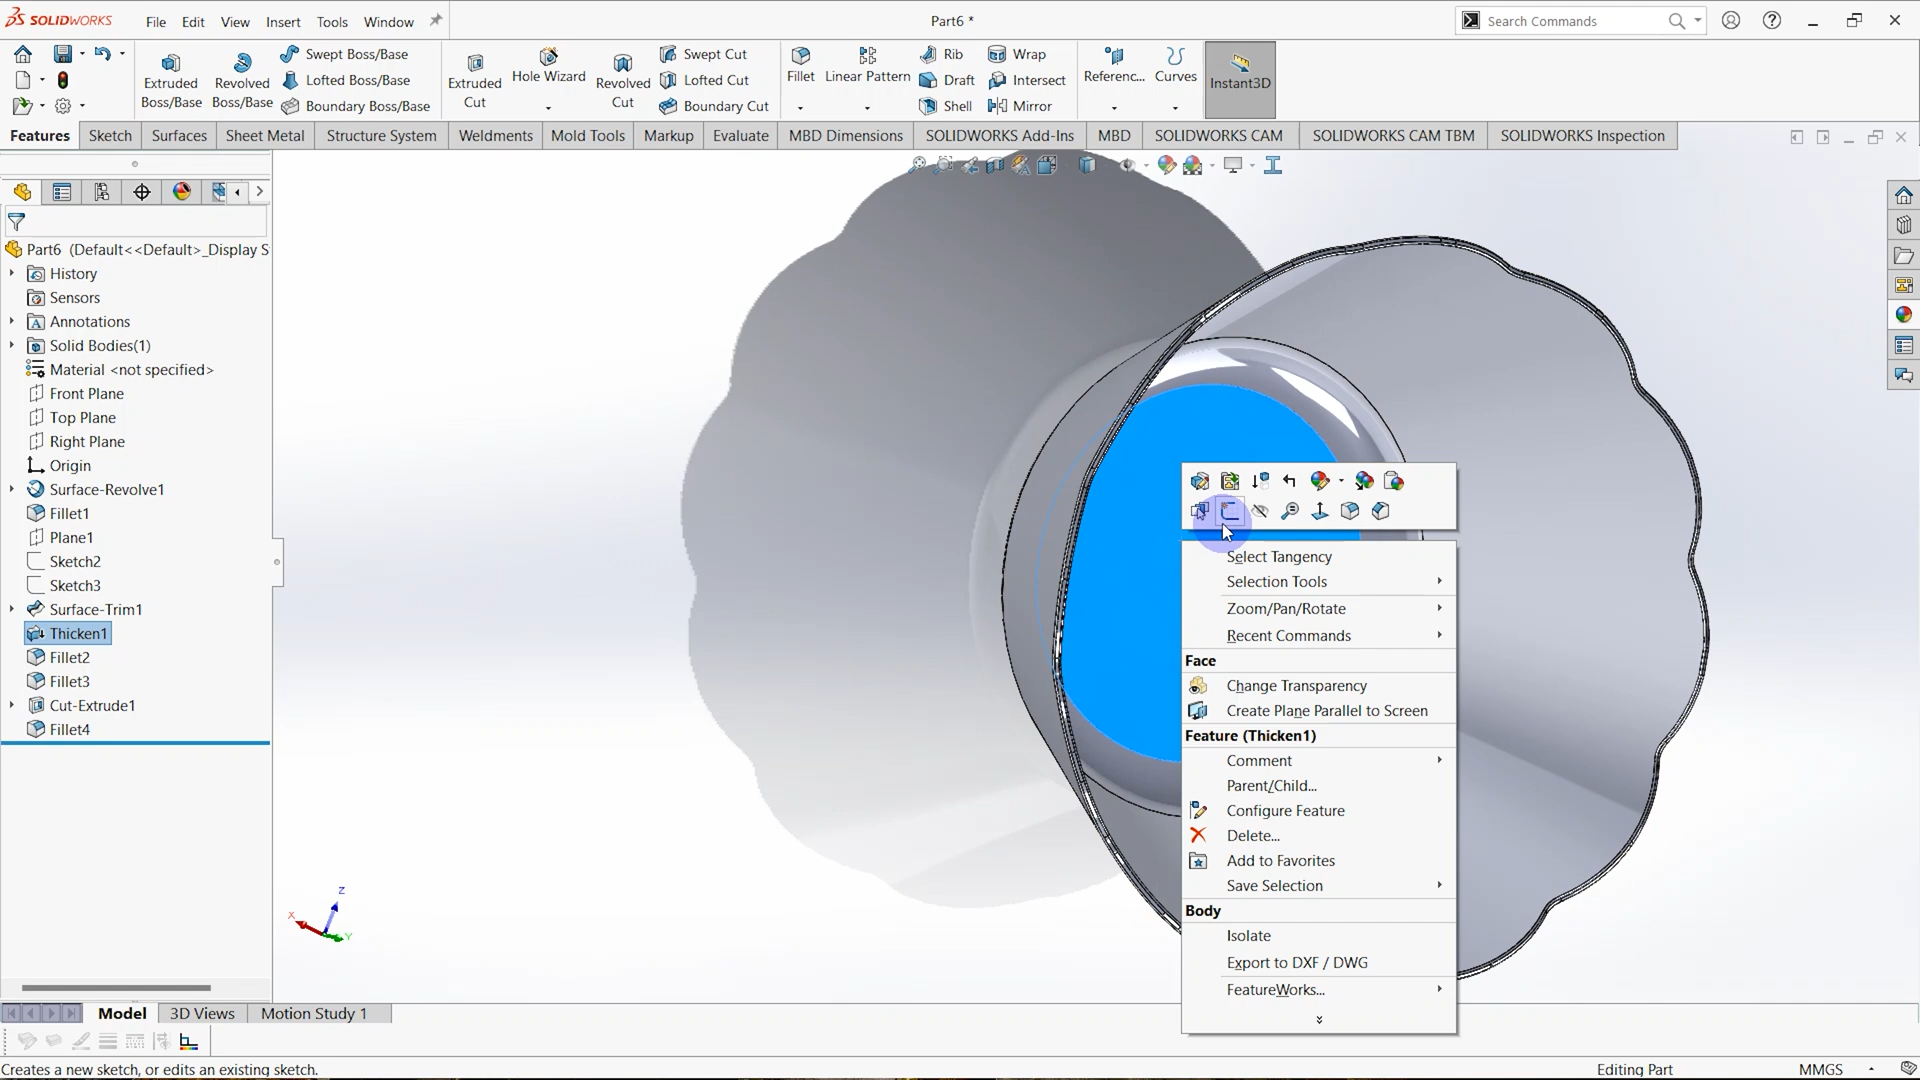 SOLIDWORKS
File Edit View Insert Tools Window
Part6 *
Search Commands
Extruded Boss/Base
Revolved Boss/Base
Swept Boss/Base
Lofted Boss/Base
Boundary Boss/Base
Extruded Cut
Hole Wizard
Revolved Cut
Swept Cut
Lofted Cut
Boundary Cut
Fillet
Linear Pattern
Rib
Draft
Shell
Wrap
Intersect
Mirror
Referenc...
Curves
Instant3D
Features Sketch Surfaces Sheet Metal Structure System Weldments Mold Tools Markup Evaluate MBD Dimensions SOLIDWORKS Add-Ins MBD SOLIDWORKS CAM SOLIDWORKS CAM TBM SOLIDWORKS Inspection
Part6 (Default<<Default>_Display S
History
Sensors
Annotations
Solid Bodies(1)
Material <not specified>
Front Plane
Top Plane
Right Plane
Origin
Surface-Revolve1
Fillet1
Plane1
Sketch2
Sketch3
Surface-Trim1
Thicken1
Fillet2
Fillet3
Cut-Extrude1
Fillet4
Select Tangency
Selection Tools
Zoom/Pan/Rotate
Recent Commands
Face
Change Transparency
Create Plane Parallel to Screen
Feature (Thicken1)
Comment
Parent/Child...
Configure Feature
Delete...
Add to Favorites
Save Selection
Body
Isolate
Export to DXF / DWG
FeatureWorks...
Z
X
Y
Model 3D Views Motion Study 1
Creates a new sketch, or edits an existing sketch.
Editing Part
MMGS